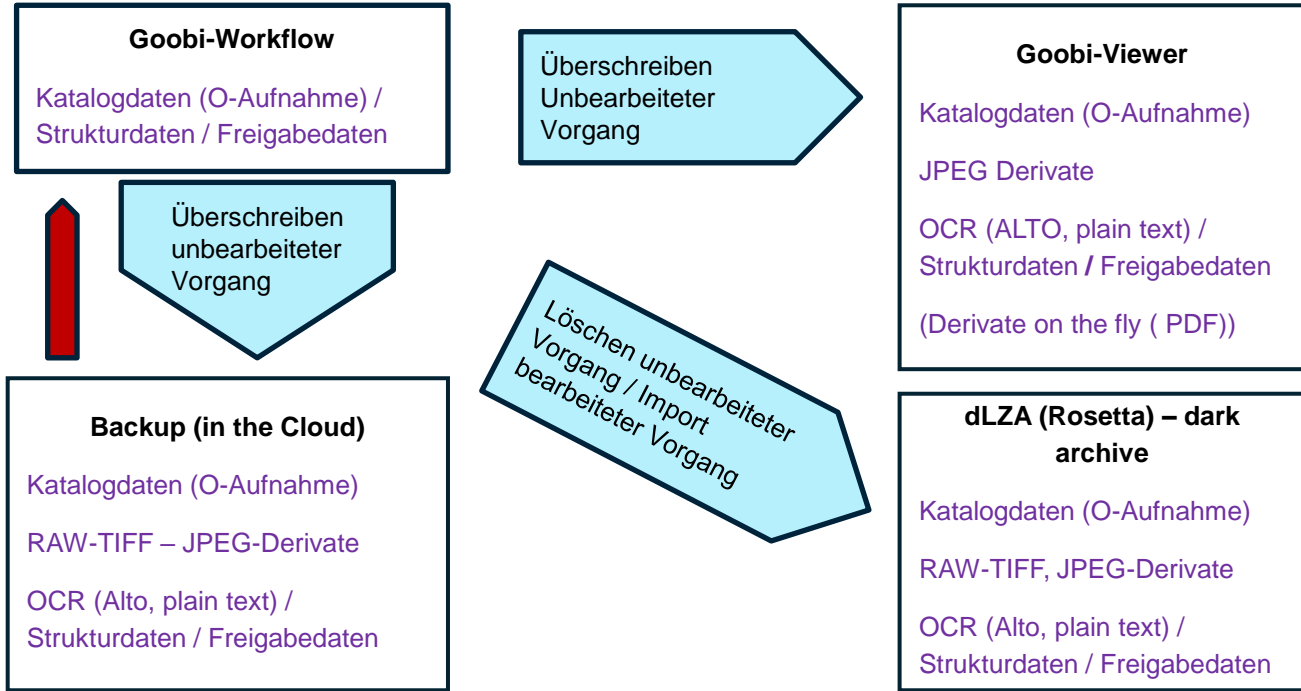 Goobi-Workflow
Katalogdaten (O-Aufnahme) /
Strukturdaten / Freigabedaten
Überschreiben
Unbearbeiteter
Vorgang
Goobi-Viewer
Katalogdaten (O-Aufnahme)
JPEG Derivate
OCR (ALTO, plain text) /
Strukturdaten / Freigabedaten
(Derivate on the fly ( PDF))
Überschreiben
unbearbeiteter
Vorgang
Löschen unbearbeiteter
Vorgang / Import
bearbeiteter Vorgang
Backup (in the Cloud)
Katalogdaten (O-Aufnahme)
RAW-TIFF – JPEG-Derivate
OCR (Alto, plain text) /
Strukturdaten / Freigabedaten
dLZA (Rosetta) – dark
archive
Katalogdaten (O-Aufnahme)
RAW-TIFF, JPEG-Derivate
OCR (Alto, plain text) /
Strukturdaten / Freigabedaten